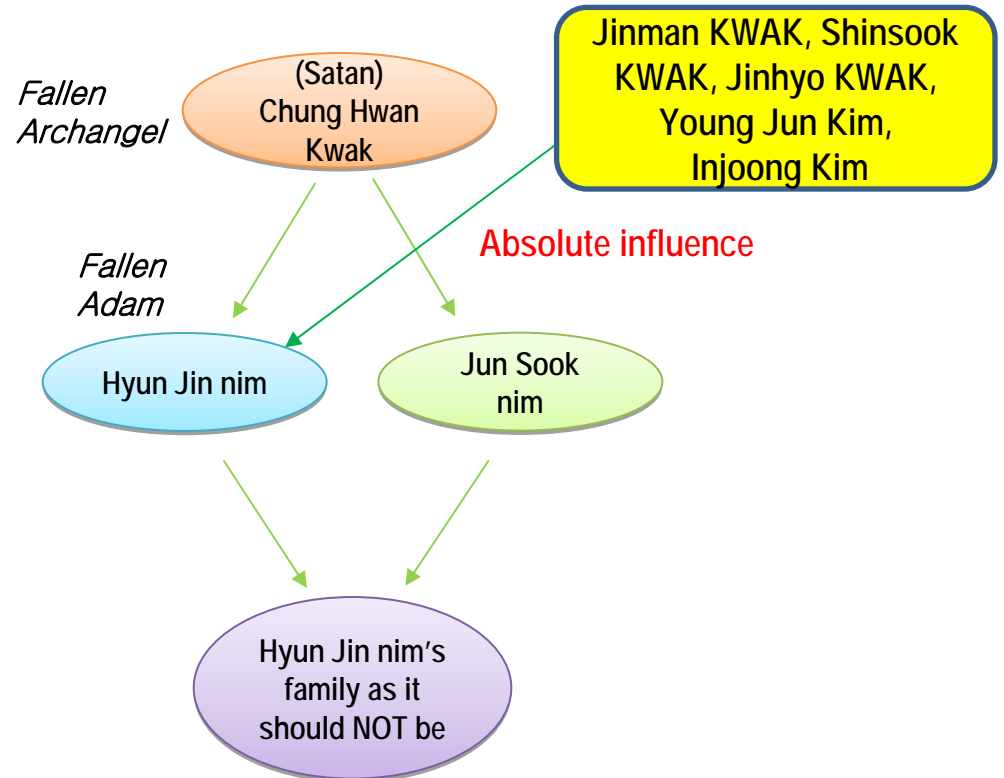 Jinman KWAK, Shinsook
KWAK, Jinhyo KWAK,
Young Jun Kim,
Injoong Kim
Fallen
Archangel
(Satan)
Chung Hwan
Kwak
Absolute influence
Fallen
Adam
Hyun Jin nim
Jun Sook
nim
Hyun Jin nim's
family as it
should NOT be